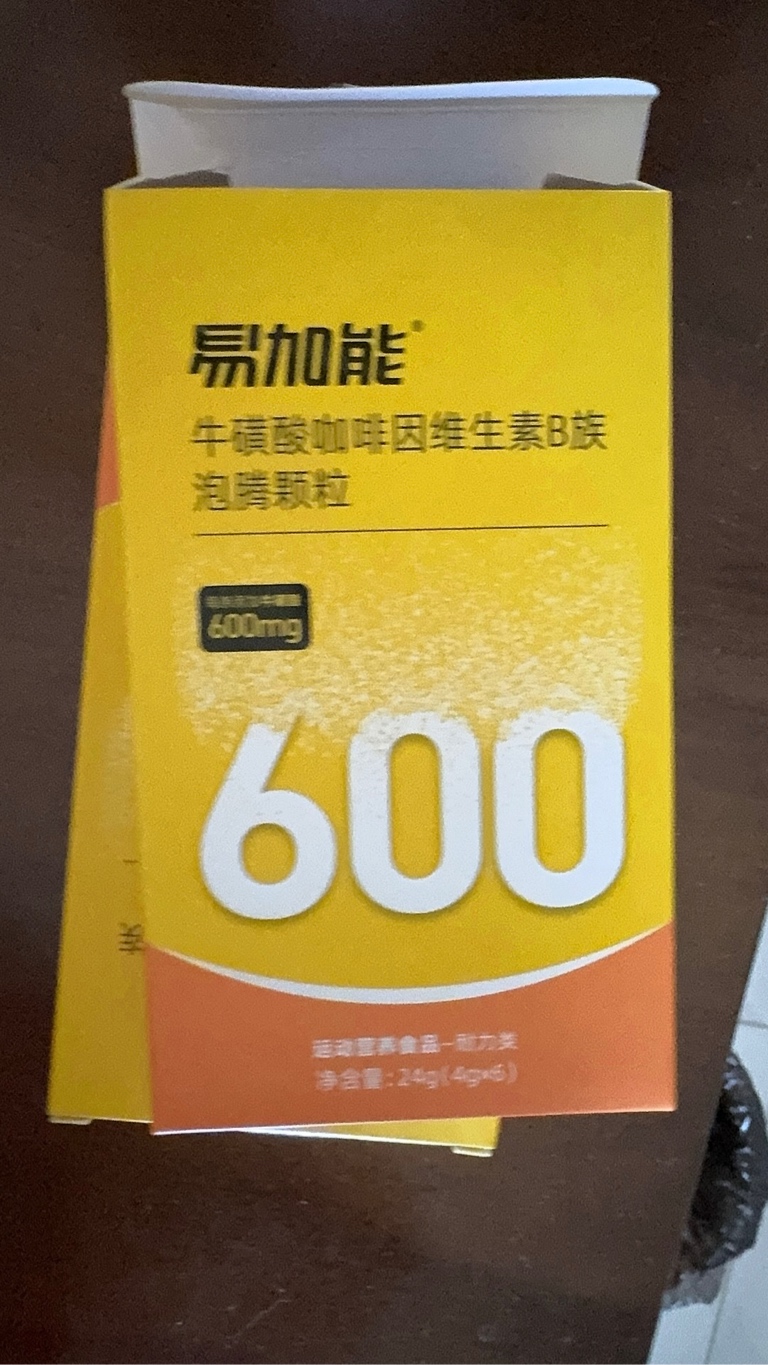 易加能
牛磺酸咖啡因维生素B族
泡腾颗粒
600mg
600
运动营养食品-耐力类
净含量:24g(4g×6)
族